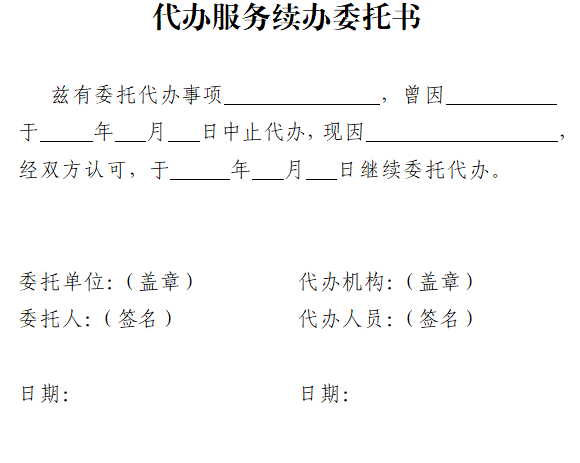 代办服务续办委托书
兹有委托代办事项______________，曾因__________
于_____年___月___日中止代办，现因_________________，
经双方认可，于______年___月___日继续委托代办。
委托单位：（盖章） 代办机构：（盖章）
委托人：（签名） 代办人员：（签名）
日期： 日期：